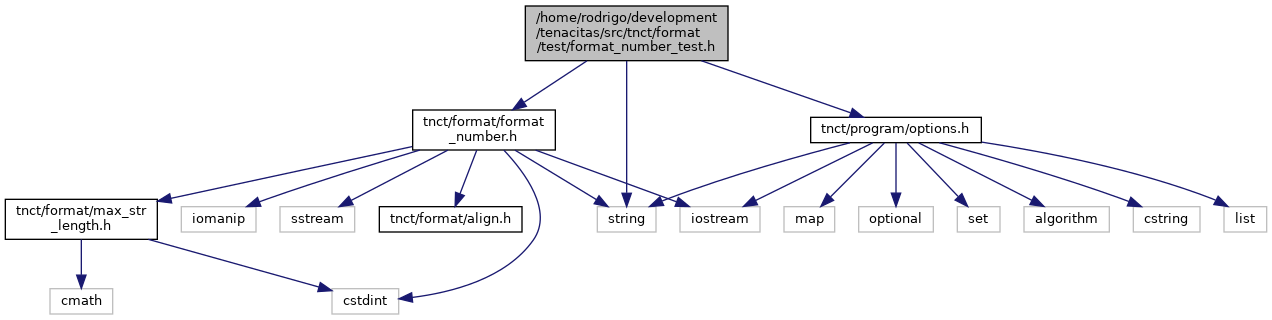 /home/rodrigo/development
/tenacitas/src/tnct/format
/test/format_number_test.h
tnct/format/format
_number.h
tnct/program/options.h
tnct/format/max_str
_length.h
iomanip
sstream
tnct/format/align.h
string
iostream
map
optional
set
algorithm
cstring
list
cmath
cstdint